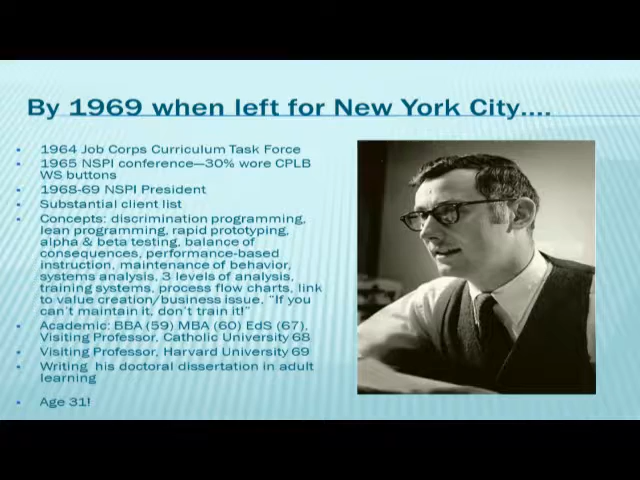 By 1969 when left for New York City....
1964 Job Corps Curriculum Task Force
1965 NSPI conference—30% wore CPLB
WS buttons
1968-69 NSPI President
Substantial client list
Concepts: discrimination programming,
lean programming, rapid prototyping,
alpha & beta testing, balance of
consequences, performance-based
instruction, maintenance of behavior,
systems analysis, 3 levels of analysis,
training systems, process flow charts, link
to value creation/business issue. "If you
can't maintain it, don't train it!"
Academic: BBA (59) MBA (60) EdS (67),
Visiting Professor, Catholic University 68
Visiting Professor, Harvard University 69
Writing his doctoral dissertation in adult
learning
Age 31!